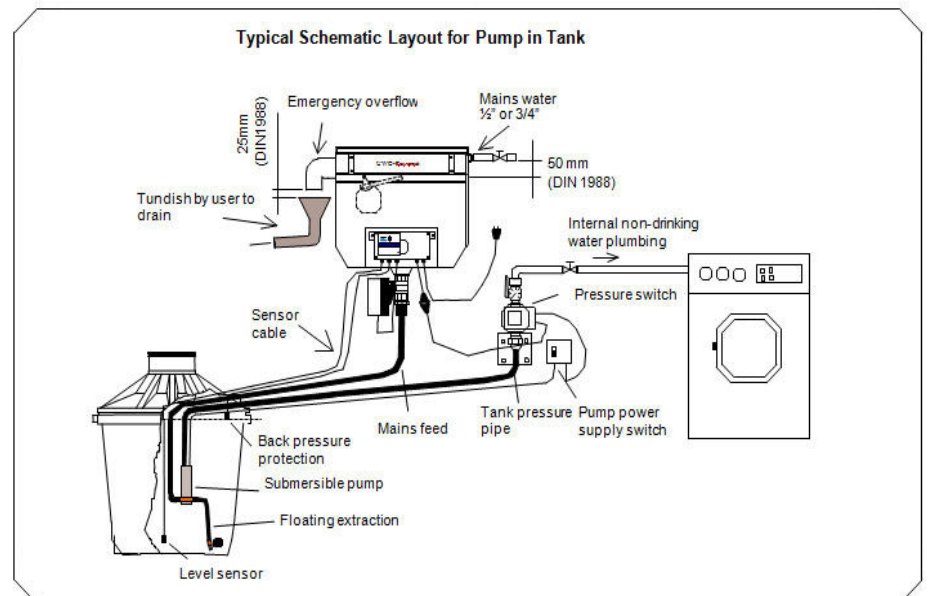 Typical Schematic Layout for Pump in Tank
Emergency overflow
Mains water
½" or 3/4"
25mm
(DIN1988)
50 mm
(DIN 1988)
Tundish by user to
drain
Internal non-drinking
water plumbing
Pressure switch
Sensor
cable
Mains feed
Tank pressure
pipe
Pump power
supply switch
Back pressure
protection
Submersible pump
Floating extraction
Level sensor